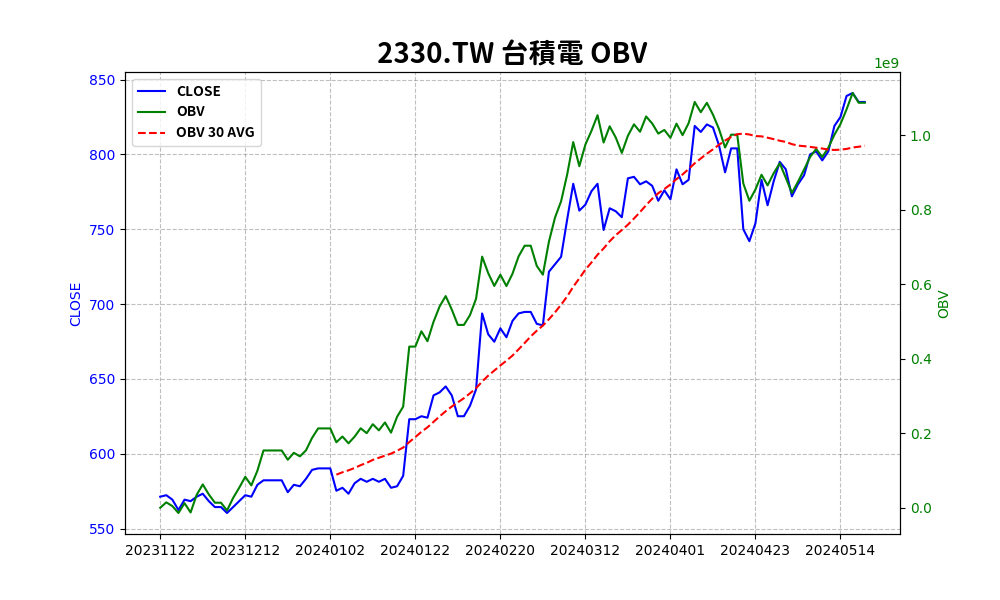 2330.TW 台積電 OBV
1e9
CLOSE
OBV
OBV 30 AVG
850
800
750
700
650
600
550
CLOSE
1.0
0.8
0.6
0.4
0.2
0.0
OBV
20231122 20231212 20240102 20240122 20240220 20240312 20240401 20240423 20240514